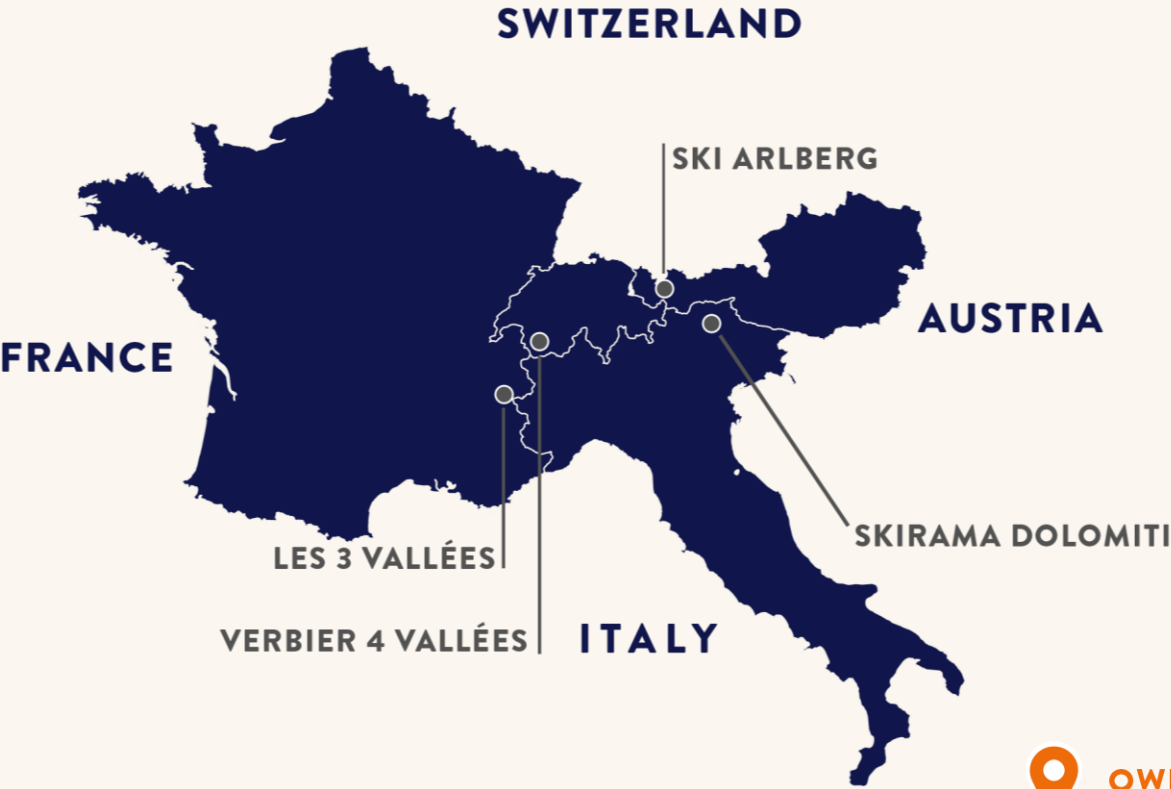 SWITZERLAND
SKI ARLBERG
AUSTRIA
FRANCE
SKIRAMA DOLOMITI
LES 3 VALLÉES
VERBIER 4 VALLÉES
ITALY